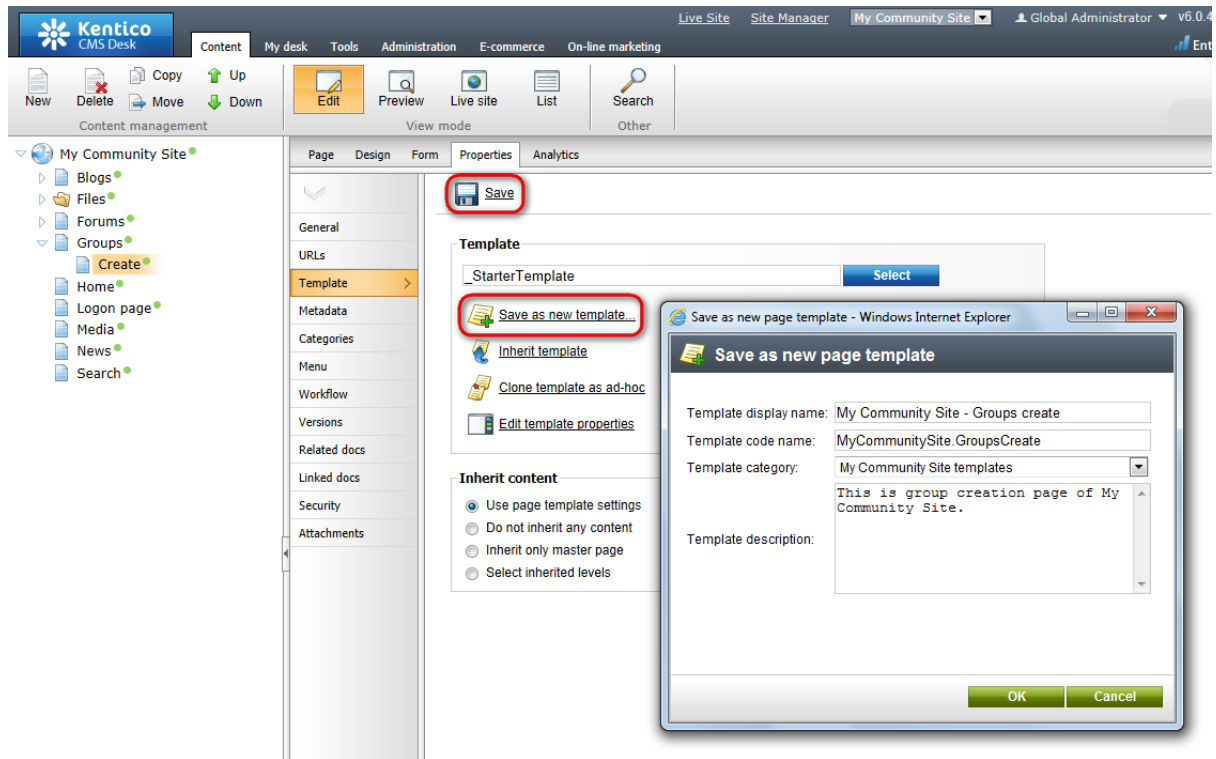 Live Site Site Manager My Community Site Global Administrator v6.0.4
Kentico
CMS Desk
Content My desk Tools Administration E-commerce On-line marketing Ent
New Delete Copy Move Up Down
Content management
Edit Preview Live site List
View mode
Search
Other
My Community Site
Blogs
Files
Forums
Groups
Create
Home
Logon page
Media
News
Search
Page Design Form Properties Analytics
General
URLs
Template >
Metadata
Categories
Menu
Workflow
Versions
Related docs
Linked docs
Security
Attachments
Save
Template
_StarterTemplate Select
Save as new template...
Inherit template
Clone template as ad-hoc
Edit template properties
Inherit content
Use page template settings
Do not inherit any content
Inherit only master page
Select inherited levels
Save as new page template - Windows Internet Explorer
Save as new page template
Template display name: My Community Site - Groups create
Template code name: MyCommunitySite.GroupsCreate
Template category: My Community Site templates
Template description:
This is group creation page of My
Community Site.
OK Cancel